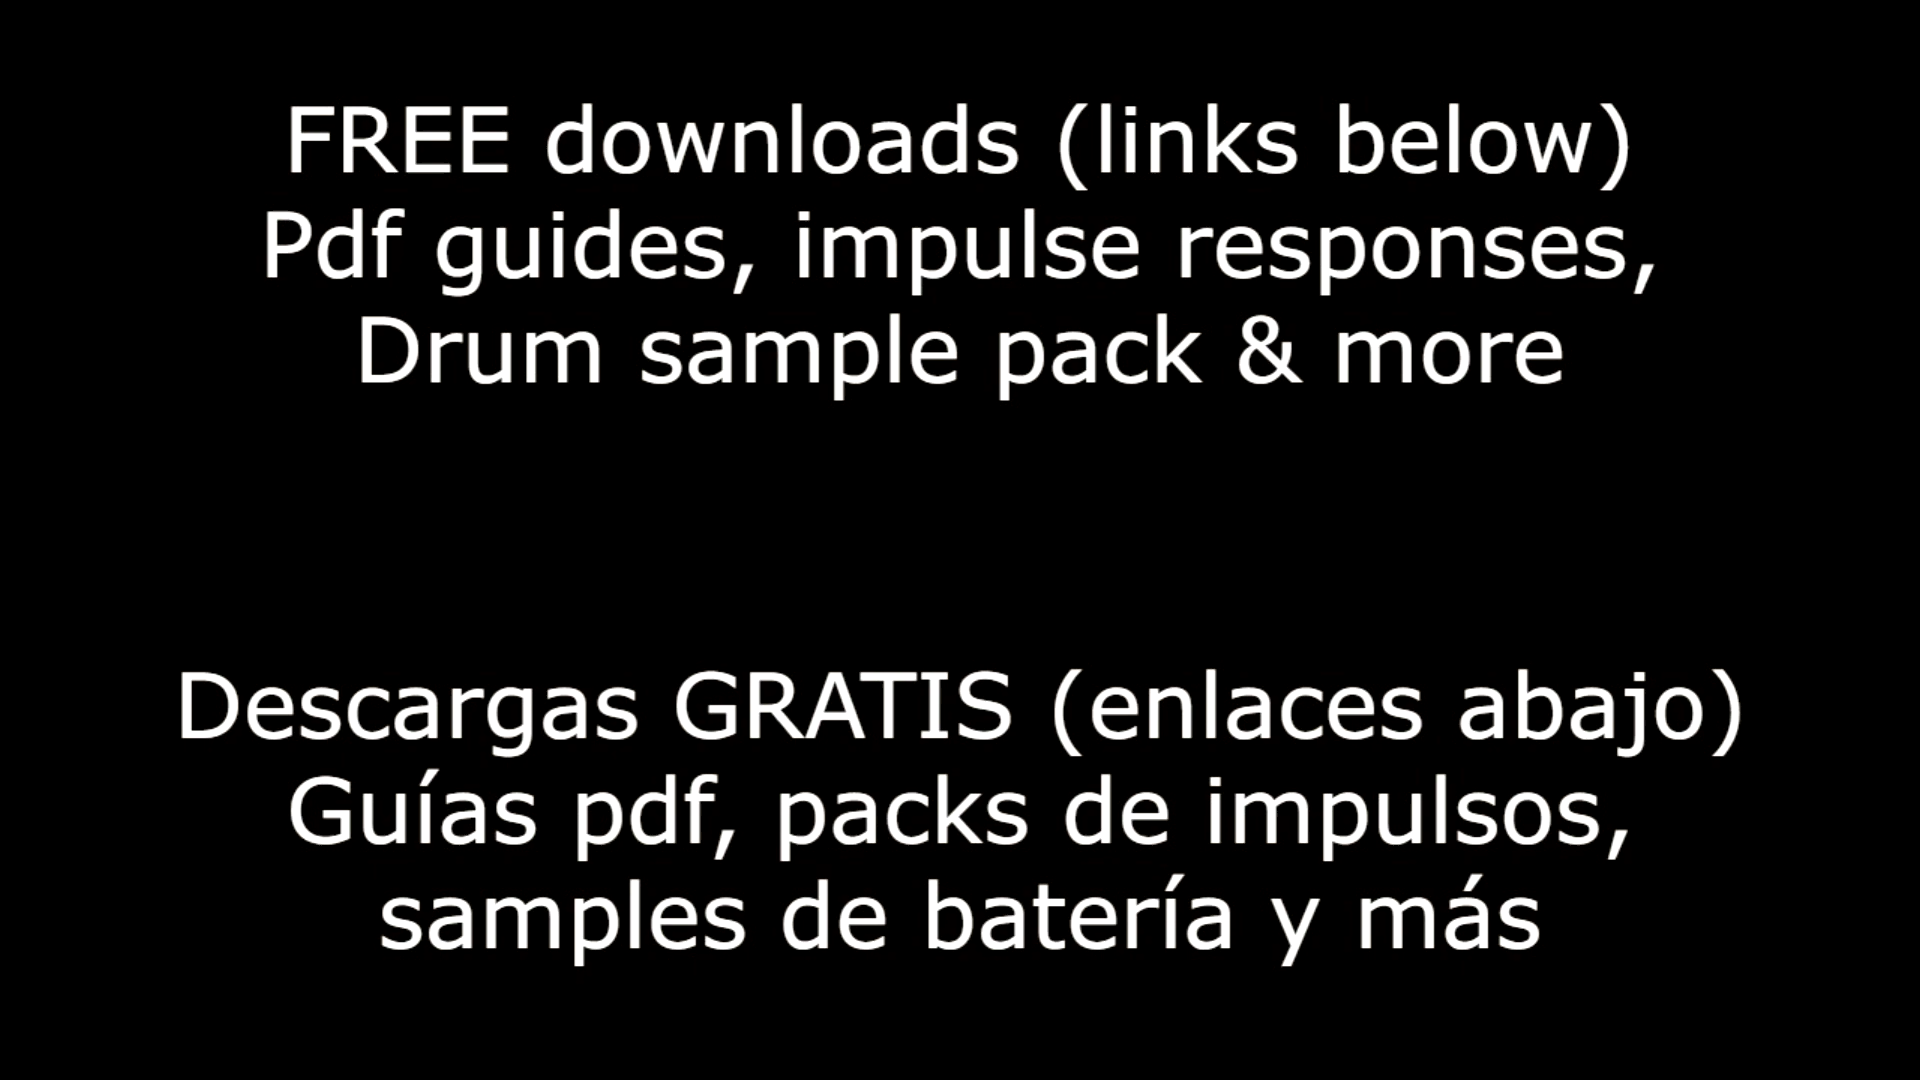 FREE downloads (links below)
Pdf guides, impulse responses,
Drum sample pack & more
Descargas GRATIS (enlaces abajo)
Guías pdf, packs de impulsos,
samples de batería y más